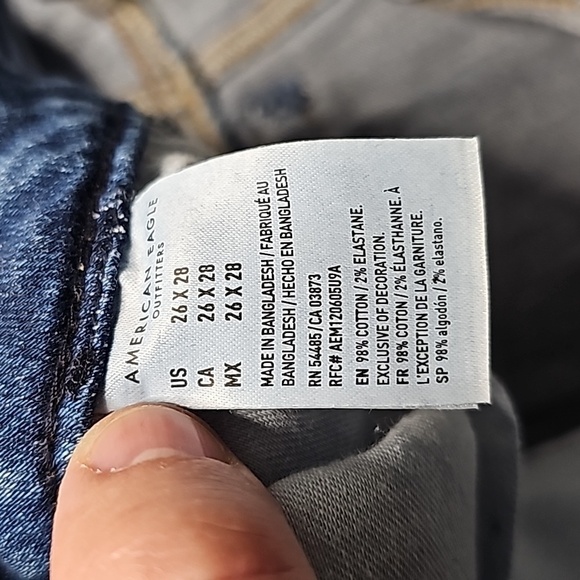 AMERICAN EAGLE
OUTFITTERS
US 26 X 28
CA 26 X 28
MX 26 X 28
MADE IN BANGLADESH / FABRIQUÉ AU
BANGLADESH / HECHO EN BANGLADESH
RN 54485 / CA 03873
RFC# AEM120605U9A
EN 98% COTTON / 2% ELASTANE.
EXCLUSIVE OF DECORATION.
FR 98% COTON / 2% ÉLASTHANNE. À
L'EXCEPTION DE LA GARNITURE.
SP 98% algodón / 2% elastano.